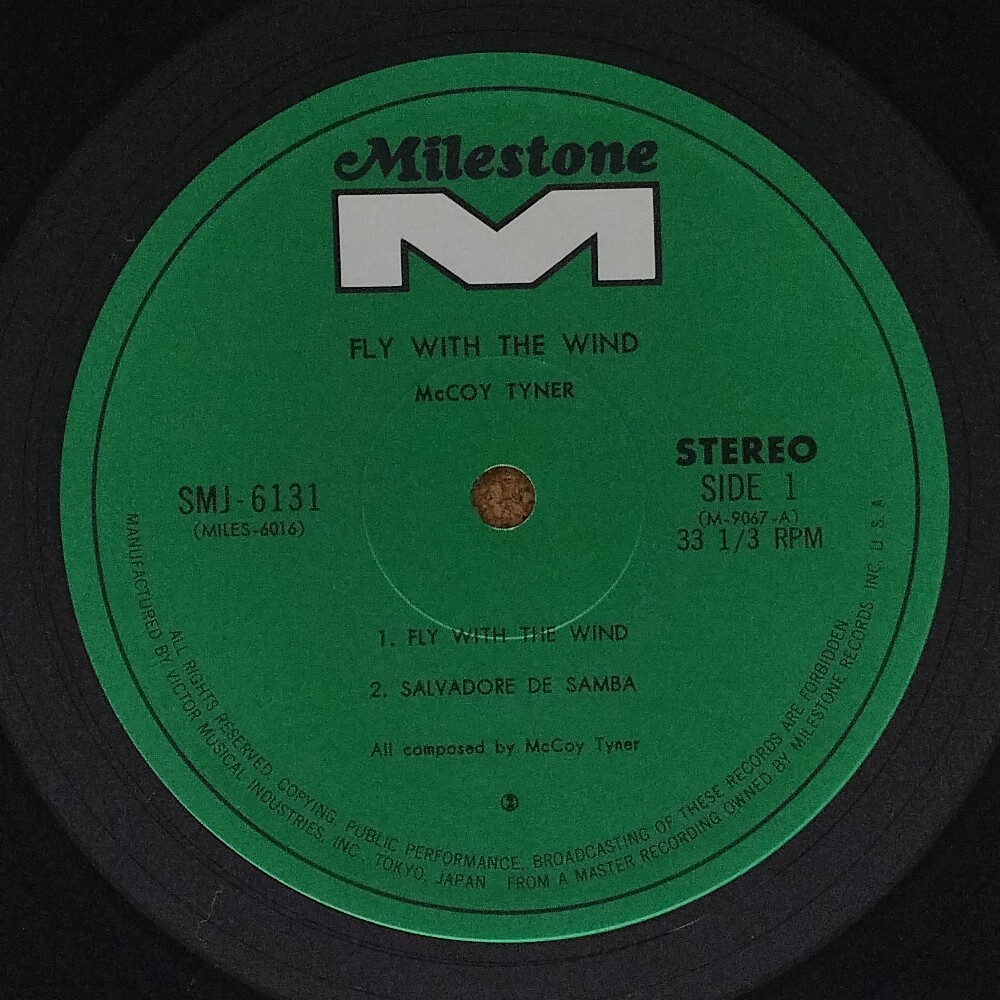 Milestone
M
FLY WITH THE WIND
McCOY TYNER
SMJ-6131
(MILES-6016)
STEREO
SIDE 1
(M-9067-A)
33 1/3 RPM
1. FLY WITH THE WIND
2. SALVADORE DE SAMBA
All composed by McCoy Tyner
ALL RIGHTS RESERVED. COPYING, PUBLIC PERFORMANCE, BROADCASTING OF THESE RECORDS ARE FORBIDDEN
MANUFACTURED BY VICTOR MUSICAL INDUSTRIES, INC. TOKYO, JAPAN FROM A MASTER RECORDING OWNED BY MILESTONE RECORDS, INC. U.S.A